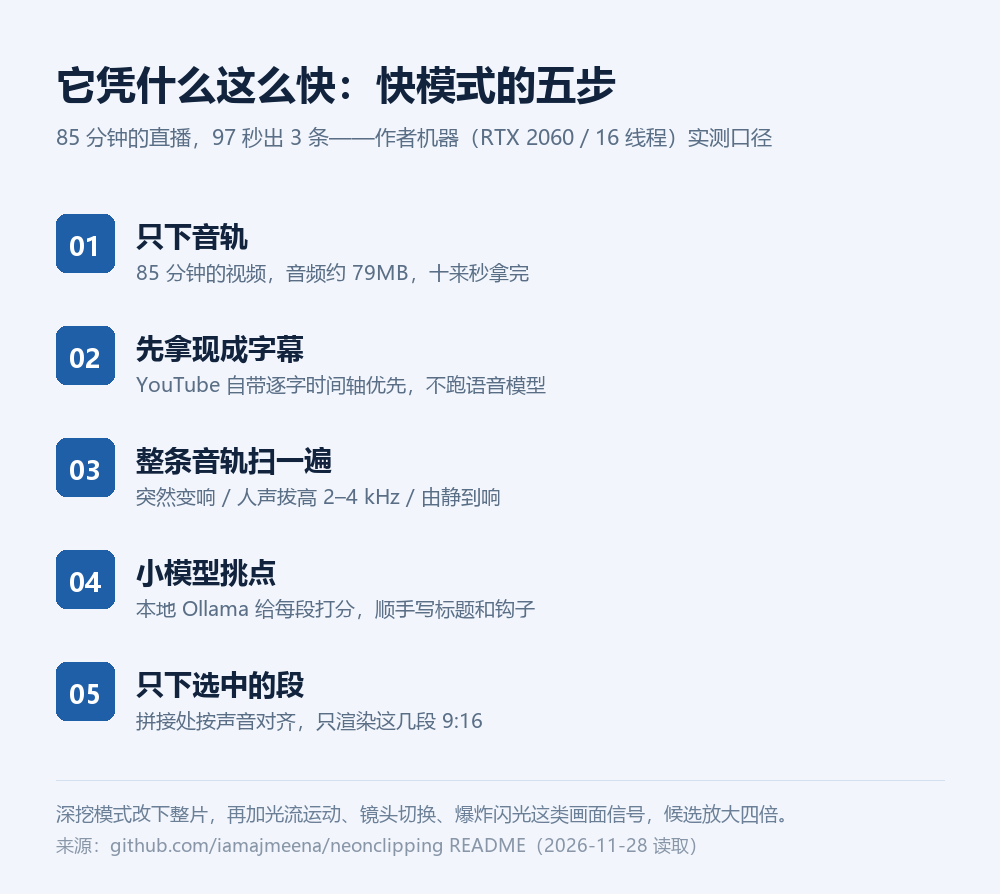 它凭什么这么快：快模式的五步
85 分钟的直播，97 秒出 3 条——作者机器（RTX 2060 / 16 线程）实测口径
01
只下音轨
85 分钟的视频，音频约 79MB，十来秒拿完
02
先拿现成字幕
YouTube 自带逐字时间轴优先，不跑语音模型
03
整条音轨扫一遍
突然变响 / 人声拔高 2–4 kHz / 由静到响
04
小模型挑点
本地 Ollama 给每段打分，顺手写标题和钩子
05
只下选中的段
拼接处按声音对齐，只渲染这几段 9:16
深挖模式改下整片，再加光流运动、镜头切换、爆炸闪光这类画面信号，候选放大四倍。
来源：github.com/iamajmeena/neonclipping README（2026-11-28 读取）